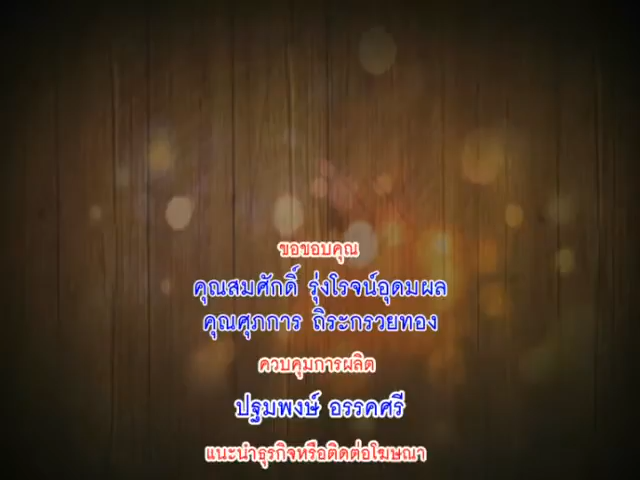 ขอขอบคุณ
คุณสมศักดิ์ รุ่งโรจน์อุดมผล
คุณศุภการ ถิระกรวยทอง
ควบคุมการผลิต
ปฐมพงษ์ อรรคศรี
แนะนำธุรกิจหรือติดต่อโฆษณา